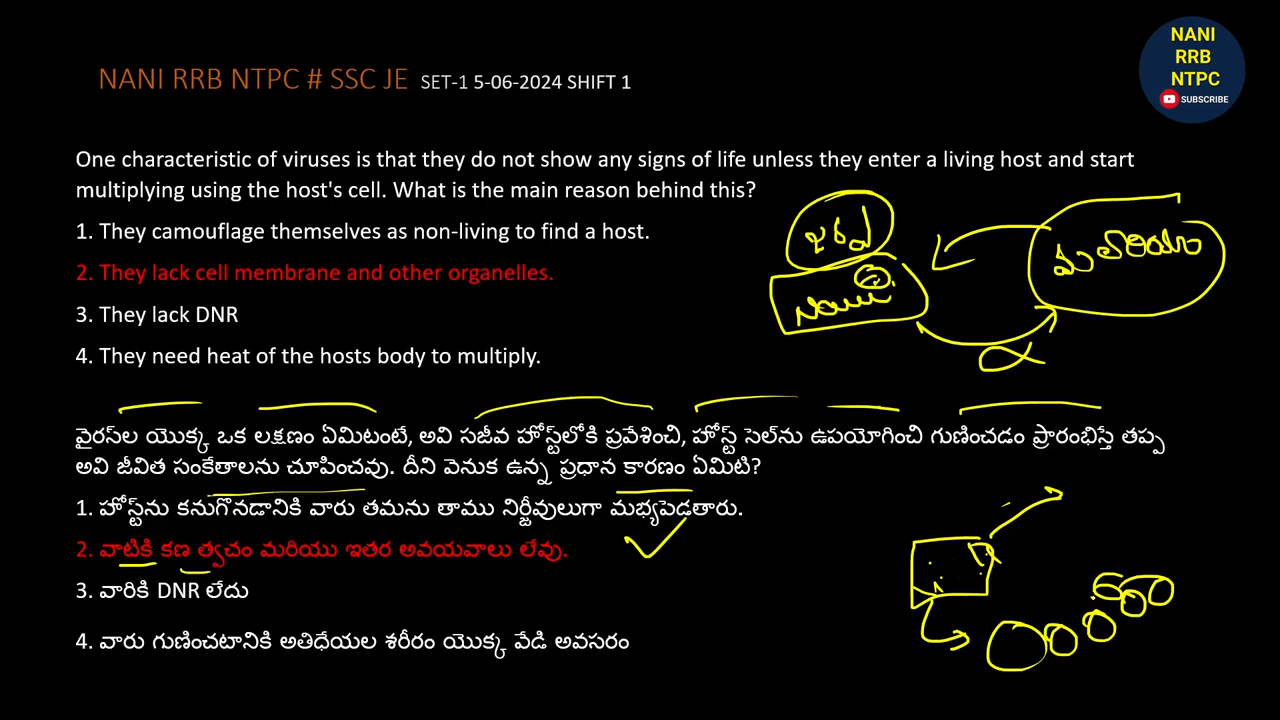 NANI
RRB
NTPC
SUBSCRIBE
NANI RRB NTPC # SSC JE SET-1 5-06-2024 SHIFT 1
One characteristic of viruses is that they do not show any signs of life unless they enter a living host and start
multiplying using the host's cell. What is the main reason behind this?
1. They camouflage themselves as non-living to find a host.
2. They lack cell membrane and other organelles.
3. They lack DNR
4. They need heat of the hosts body to multiply.
మలేరియా
వైరస్‌ల యొక్క ఒక లక్షణం ఏమిటంటే, అవి సజీవ హోస్ట్‌లోకి ప్రవేశించి, హోస్ట్ సెల్‌ను ఉపయోగించి గుణించడం ప్రారంభిస్తే తప్ప
అవి జీవిత సంకేతాలను చూపించవు. దీని వెనుక ఉన్న ప్రధాన కారణం ఏమిటి?
1. హోస్ట్‌ను కనుగొనడానికి వారు తమను తాము నిర్జీవులుగా మభ్యపెడతారు.
2. వాటికి కణ త్వచం మరియు ఇతర అవయవాలు లేవు.
3. వారికి DNR లేదు
4. వారు గుణించటానికి అతిధేయల శరీరం యొక్క వేడి అవసరం